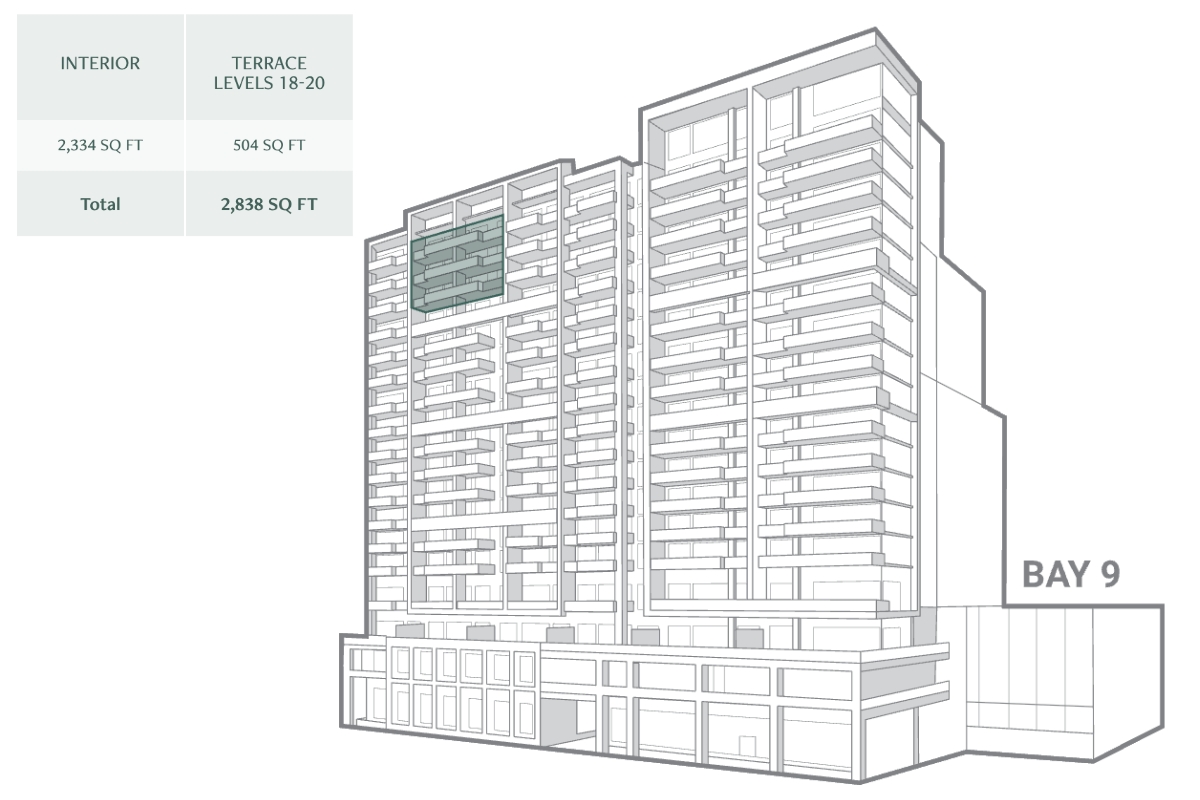 INTERIOR
TERRACE
LEVELS 18-20
2,334 SQ FT
504 SQ FT
Total
2,838 SQ FT
BAY 9